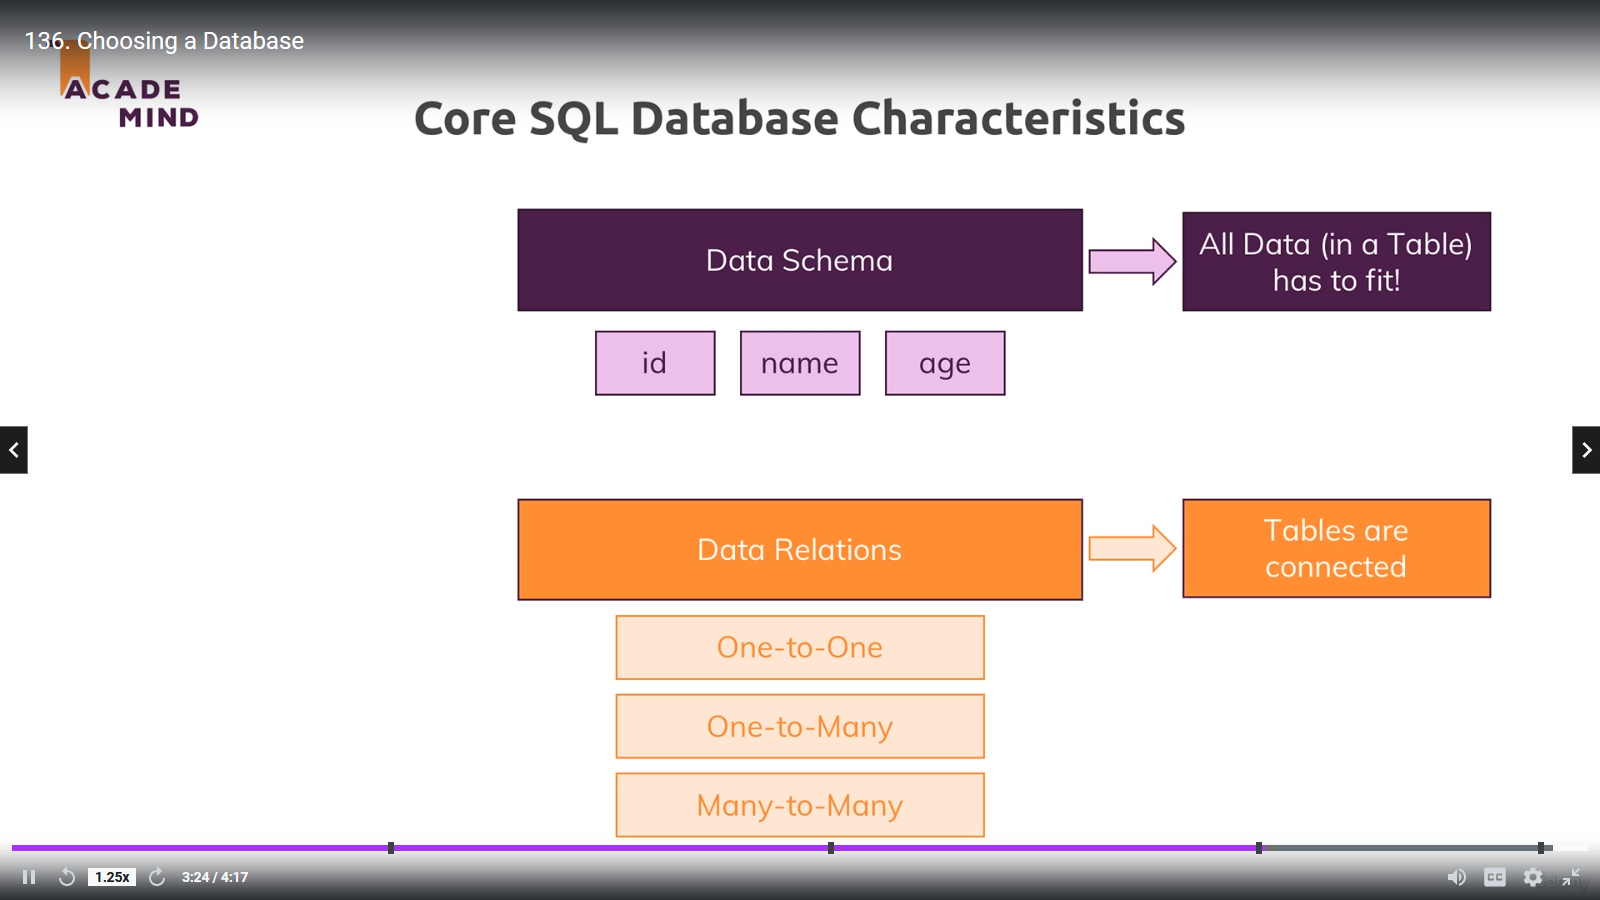 136. Choosing a Database
ACADE
MIND
Core SQL Database Characteristics
Data Schema
All Data (in a Table)
has to fit!
id
name
age
Data Relations
Tables are
connected
One-to-One
One-to-Many
Many-to-Many
1.25x
3:24 / 4:17
CC